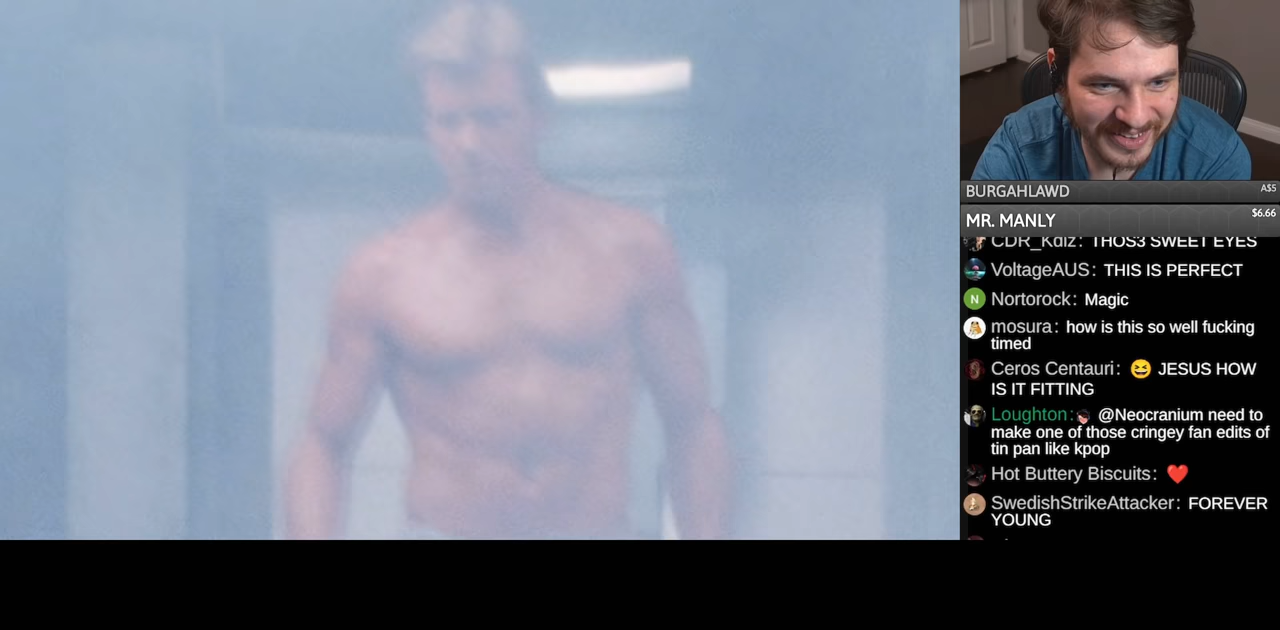 BURGAHLAWD A$5
MR. MANLY $6.66
CDR_Kdiz: THOS3 SWEET EYES
VoltageAUS: THIS IS PERFECT
N Nortorock: Magic
mosura: how is this so well fucking
timed
Ceros Centauri: 😆 JESUS HOW
IS IT FITTING
Loughton: @Neocranium need to
make one of those cringey fan edits of
tin pan like kpop
Hot Buttery Biscuits: ❤️
SwedishStrikeAttacker: FOREVER
YOUNG